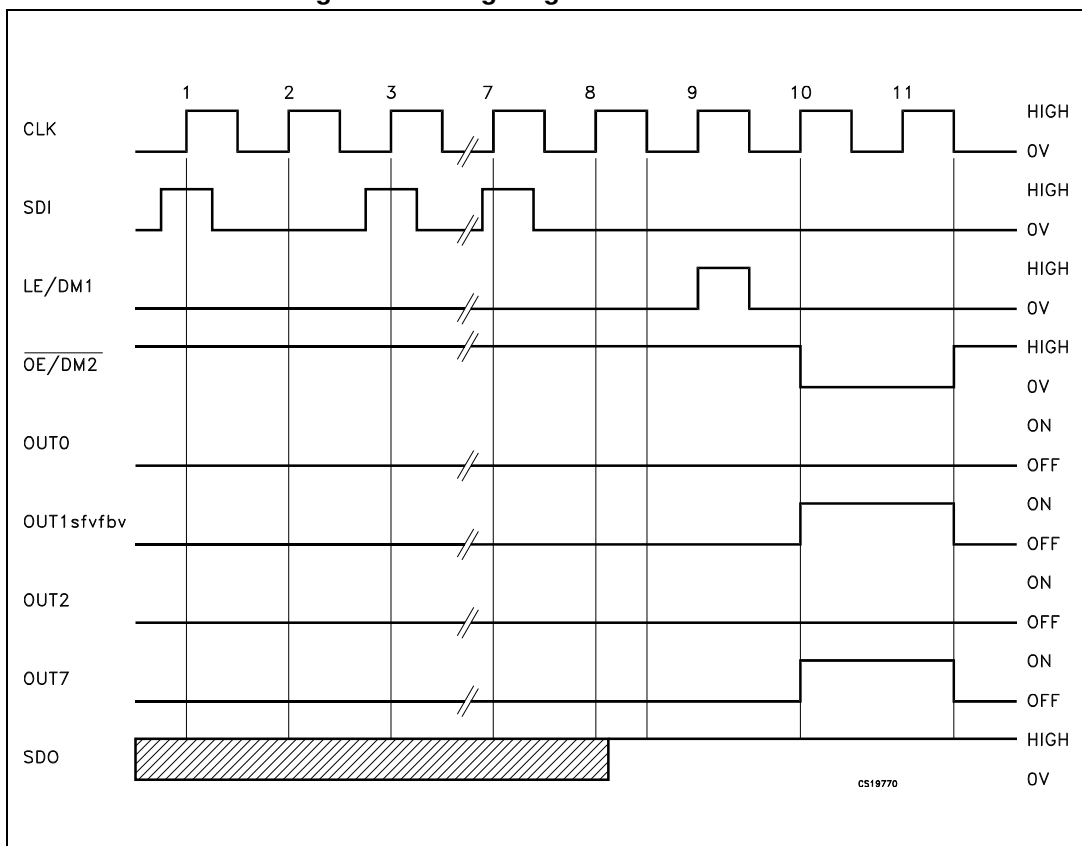 1 2 3 7 8 9 10 11
CLK
HIGH
0V
SDI
HIGH
0V
LE/DM1
HIGH
0V
OE/DM2
HIGH
0V
OUT0
ON
OFF
OUT1sfvfbv
ON
OFF
OUT2
ON
OFF
OUT7
ON
OFF
SDO
HIGH
0V
CS19770